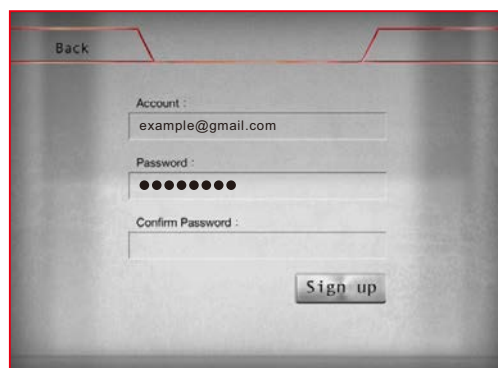 Back
Account :
example@gmail.com
Password :
●●●●●●●●
Confirm Password :
Sign up